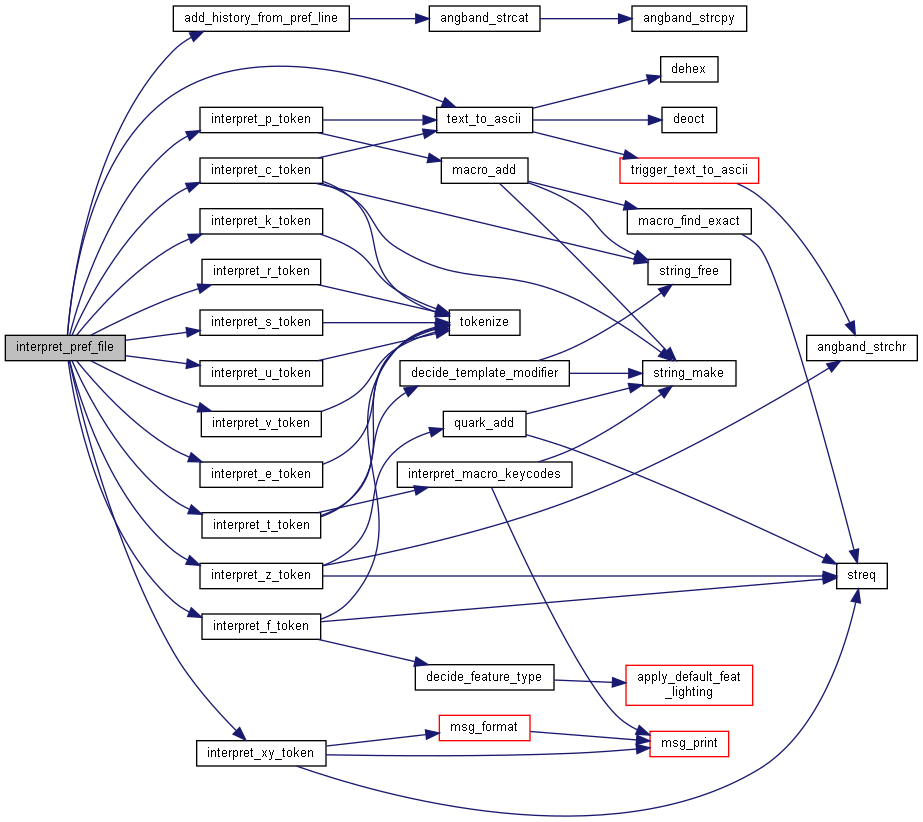 add_history_from_pref_line
angband_strcat
angband_strcpy
dehex
interpret_p_token
text_to_ascii
deoct
interpret_c_token
macro_add
trigger_text_to_ascii
interpret_k_token
macro_find_exact
interpret_r_token
string_free
interpret_s_token
tokenize
interpret_pref_file
angband_strchr
interpret_u_token
decide_template_modifier
string_make
interpret_v_token
quark_add
interpret_e_token
interpret_macro_keycodes
interpret_t_token
interpret_z_token
streq
interpret_f_token
decide_feature_type
apply_default_feat
_lighting
msg_format
interpret_xy_token
msg_print